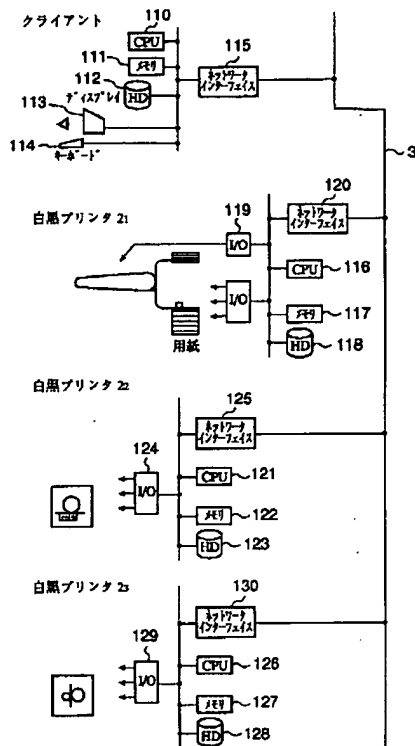 クライアント
110
CPU
111
メモリ
112
HD
ディスプレイ
113
114
キーボード
115
ネットワーク
インターフェイス
3
白黒プリンタ 21
119
I/O
I/O
用紙
120
ネットワーク
インターフェイス
CPU
116
メモリ
117
HD
118
白黒プリンタ 22
125
ネットワーク
インターフェイス
124
I/O
CPU
121
メモリ
122
HD
123
白黒プリンタ 23
130
ネットワーク
インターフェイス
129
I/O
CPU
126
メモリ
127
HD
128